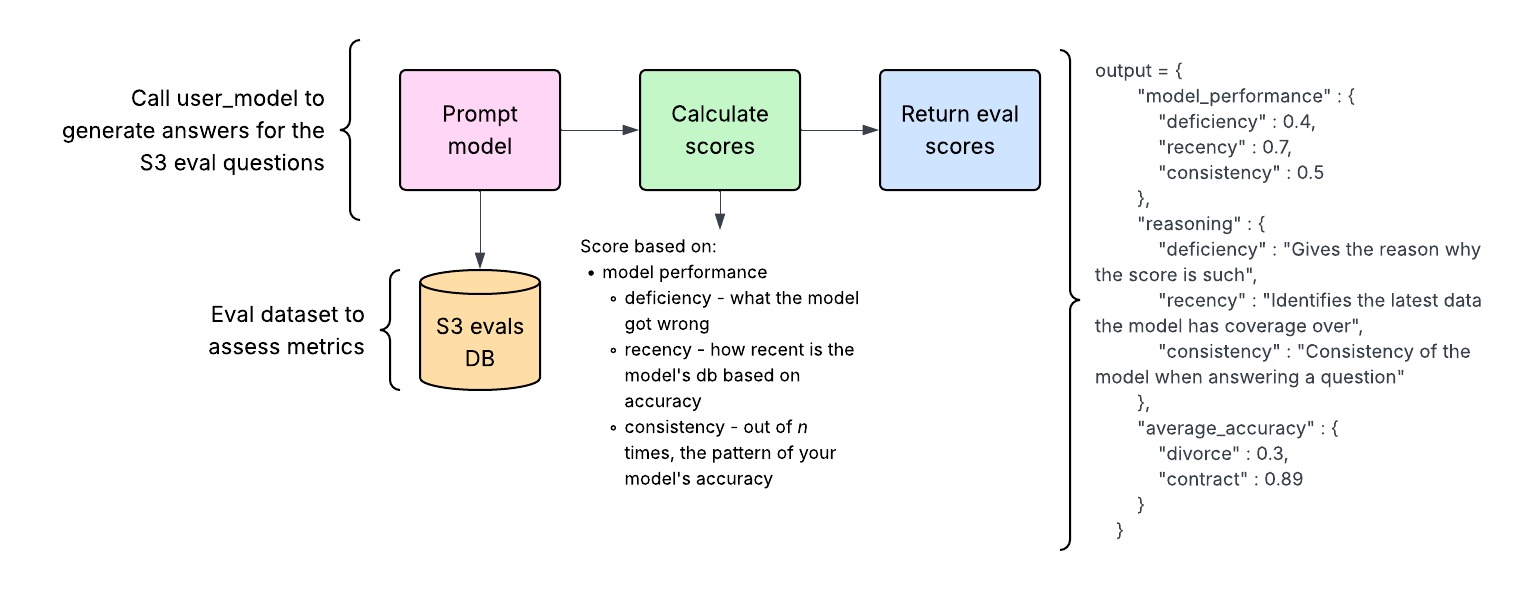 Call user_model to
generate answers for the
S3 eval questions
Prompt
model
Calculate
scores
Return eval
scores
Eval dataset to
assess metrics
S3 evals
DB
Score based on:
• model performance
◦ deficiency - what the model
got wrong
◦ recency - how recent is the
model's db based on
accuracy
◦ consistency - out of n
times, the pattern of your
model's accuracy
output = {
"model_performance" : {
"deficiency" : 0.4,
"recency" : 0.7,
"consistency" : 0.5
},
"reasoning" : {
"deficiency" : "Gives the reason why
the score is such",
"recency" : "Identifies the latest data
the model has coverage over",
"consistency" : "Consistency of the
model when answering a question"
},
"average_accuracy" : {
"divorce" : 0.3,
"contract" : 0.89
}
}